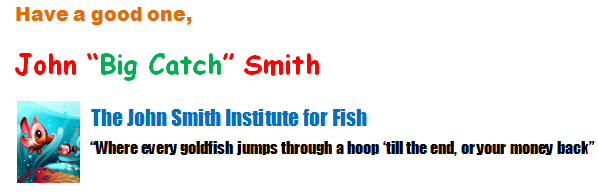 Have a good one,
John “Big Catch” Smith
The John Smith Institute for Fish
“Where every goldfish jumps through a hoop ‘till the end, or your money back”